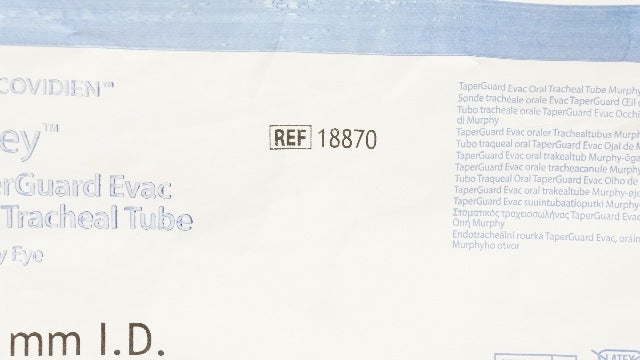 COVIDIEN™
ey™
erGuard Evac
Tracheal Tube
y Eye
mm I.D.
REF 18870
TaperGuard Evac Oral Tracheal Tube Murphy
Sonde trachéale orale Evac TaperGuard Œil
Tubo tracheale orale TaperGuard Evac Occhi
di Murphy
TaperGuard Evac oraler Trachealtubus Murphy
Tubo traqueal oral TaperGuard Evac Ojal de M
TaperGuard Evac oral trakealtub Murphy-öga
TaperGuard Evac orale tracheacanule Murphy
Tubo Traqueal Oral TaperGuard Evac Olho de
TaperGuard Evac oral trakealtube Murphy-øje
TaperGuard Evac suuintubaatioputki Murphy
Στοματικός τραχειοσωλήνας TaperGuard Evac
Οπή Murphy
Endotracheální rourka TaperGuard Evac, oráln
Murphyho otvor
LATEX